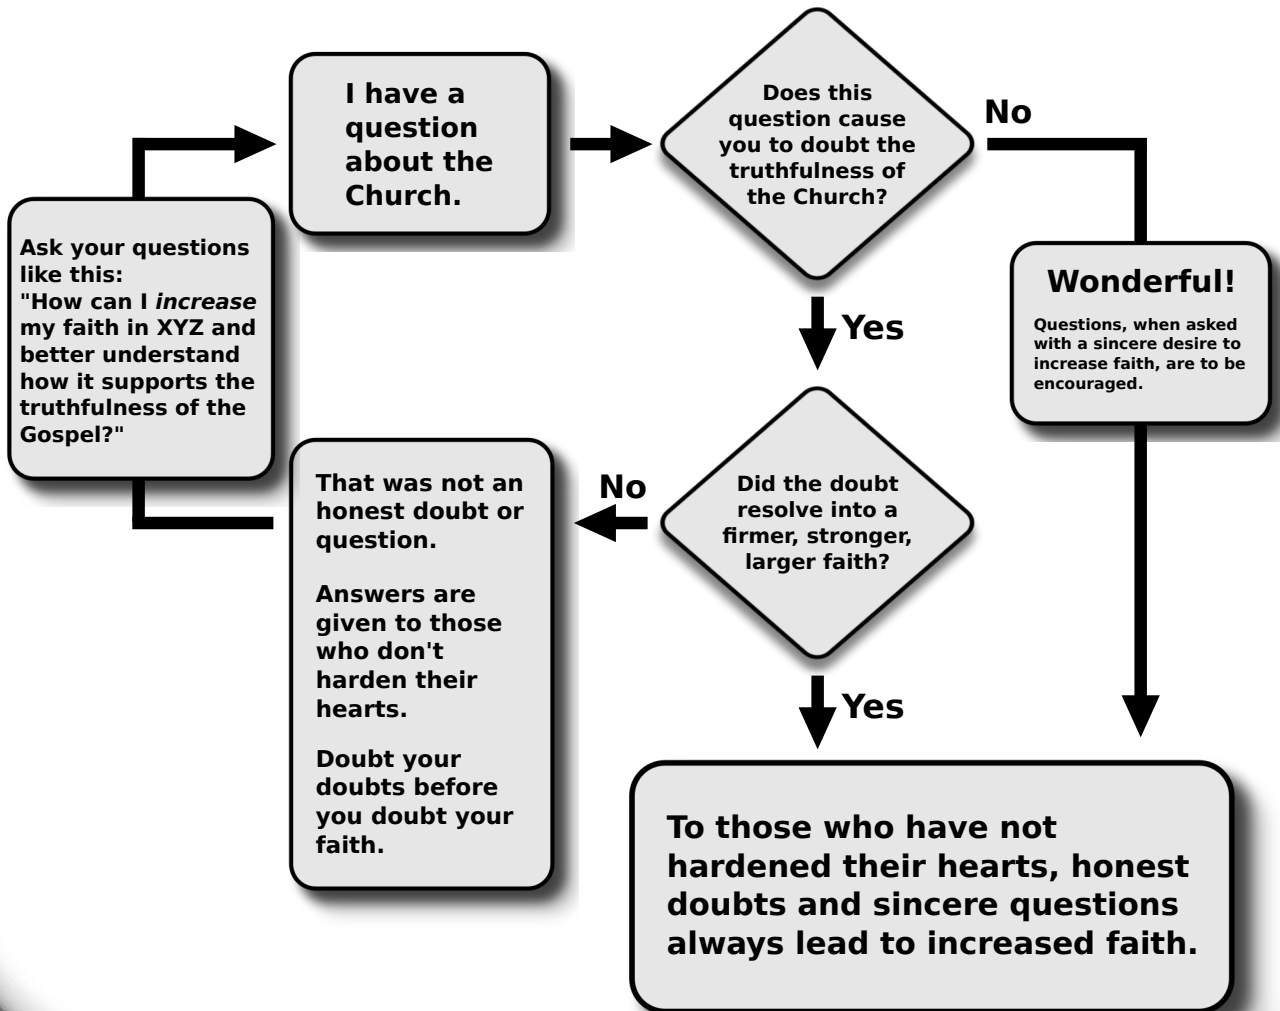 I have a
question
about the
Church.
Does this
question cause
you to doubt the
truthfulness of
the Church?
No
Wonderful!
Questions, when asked
with a sincere desire to
increase faith, are to be
encouraged.
Yes
Did the doubt
resolve into a
firmer, stronger,
larger faith?
No
That was not an
honest doubt or
question.
Answers are
given to those
who don't
harden their
hearts.
Doubt your
doubts before
you doubt your
faith.
Ask your questions
like this:
"How can I increase
my faith in XYZ and
better understand
how it supports the
truthfulness of the
Gospel?"
Yes
To those who have not
hardened their hearts, honest
doubts and sincere questions
always lead to increased faith.